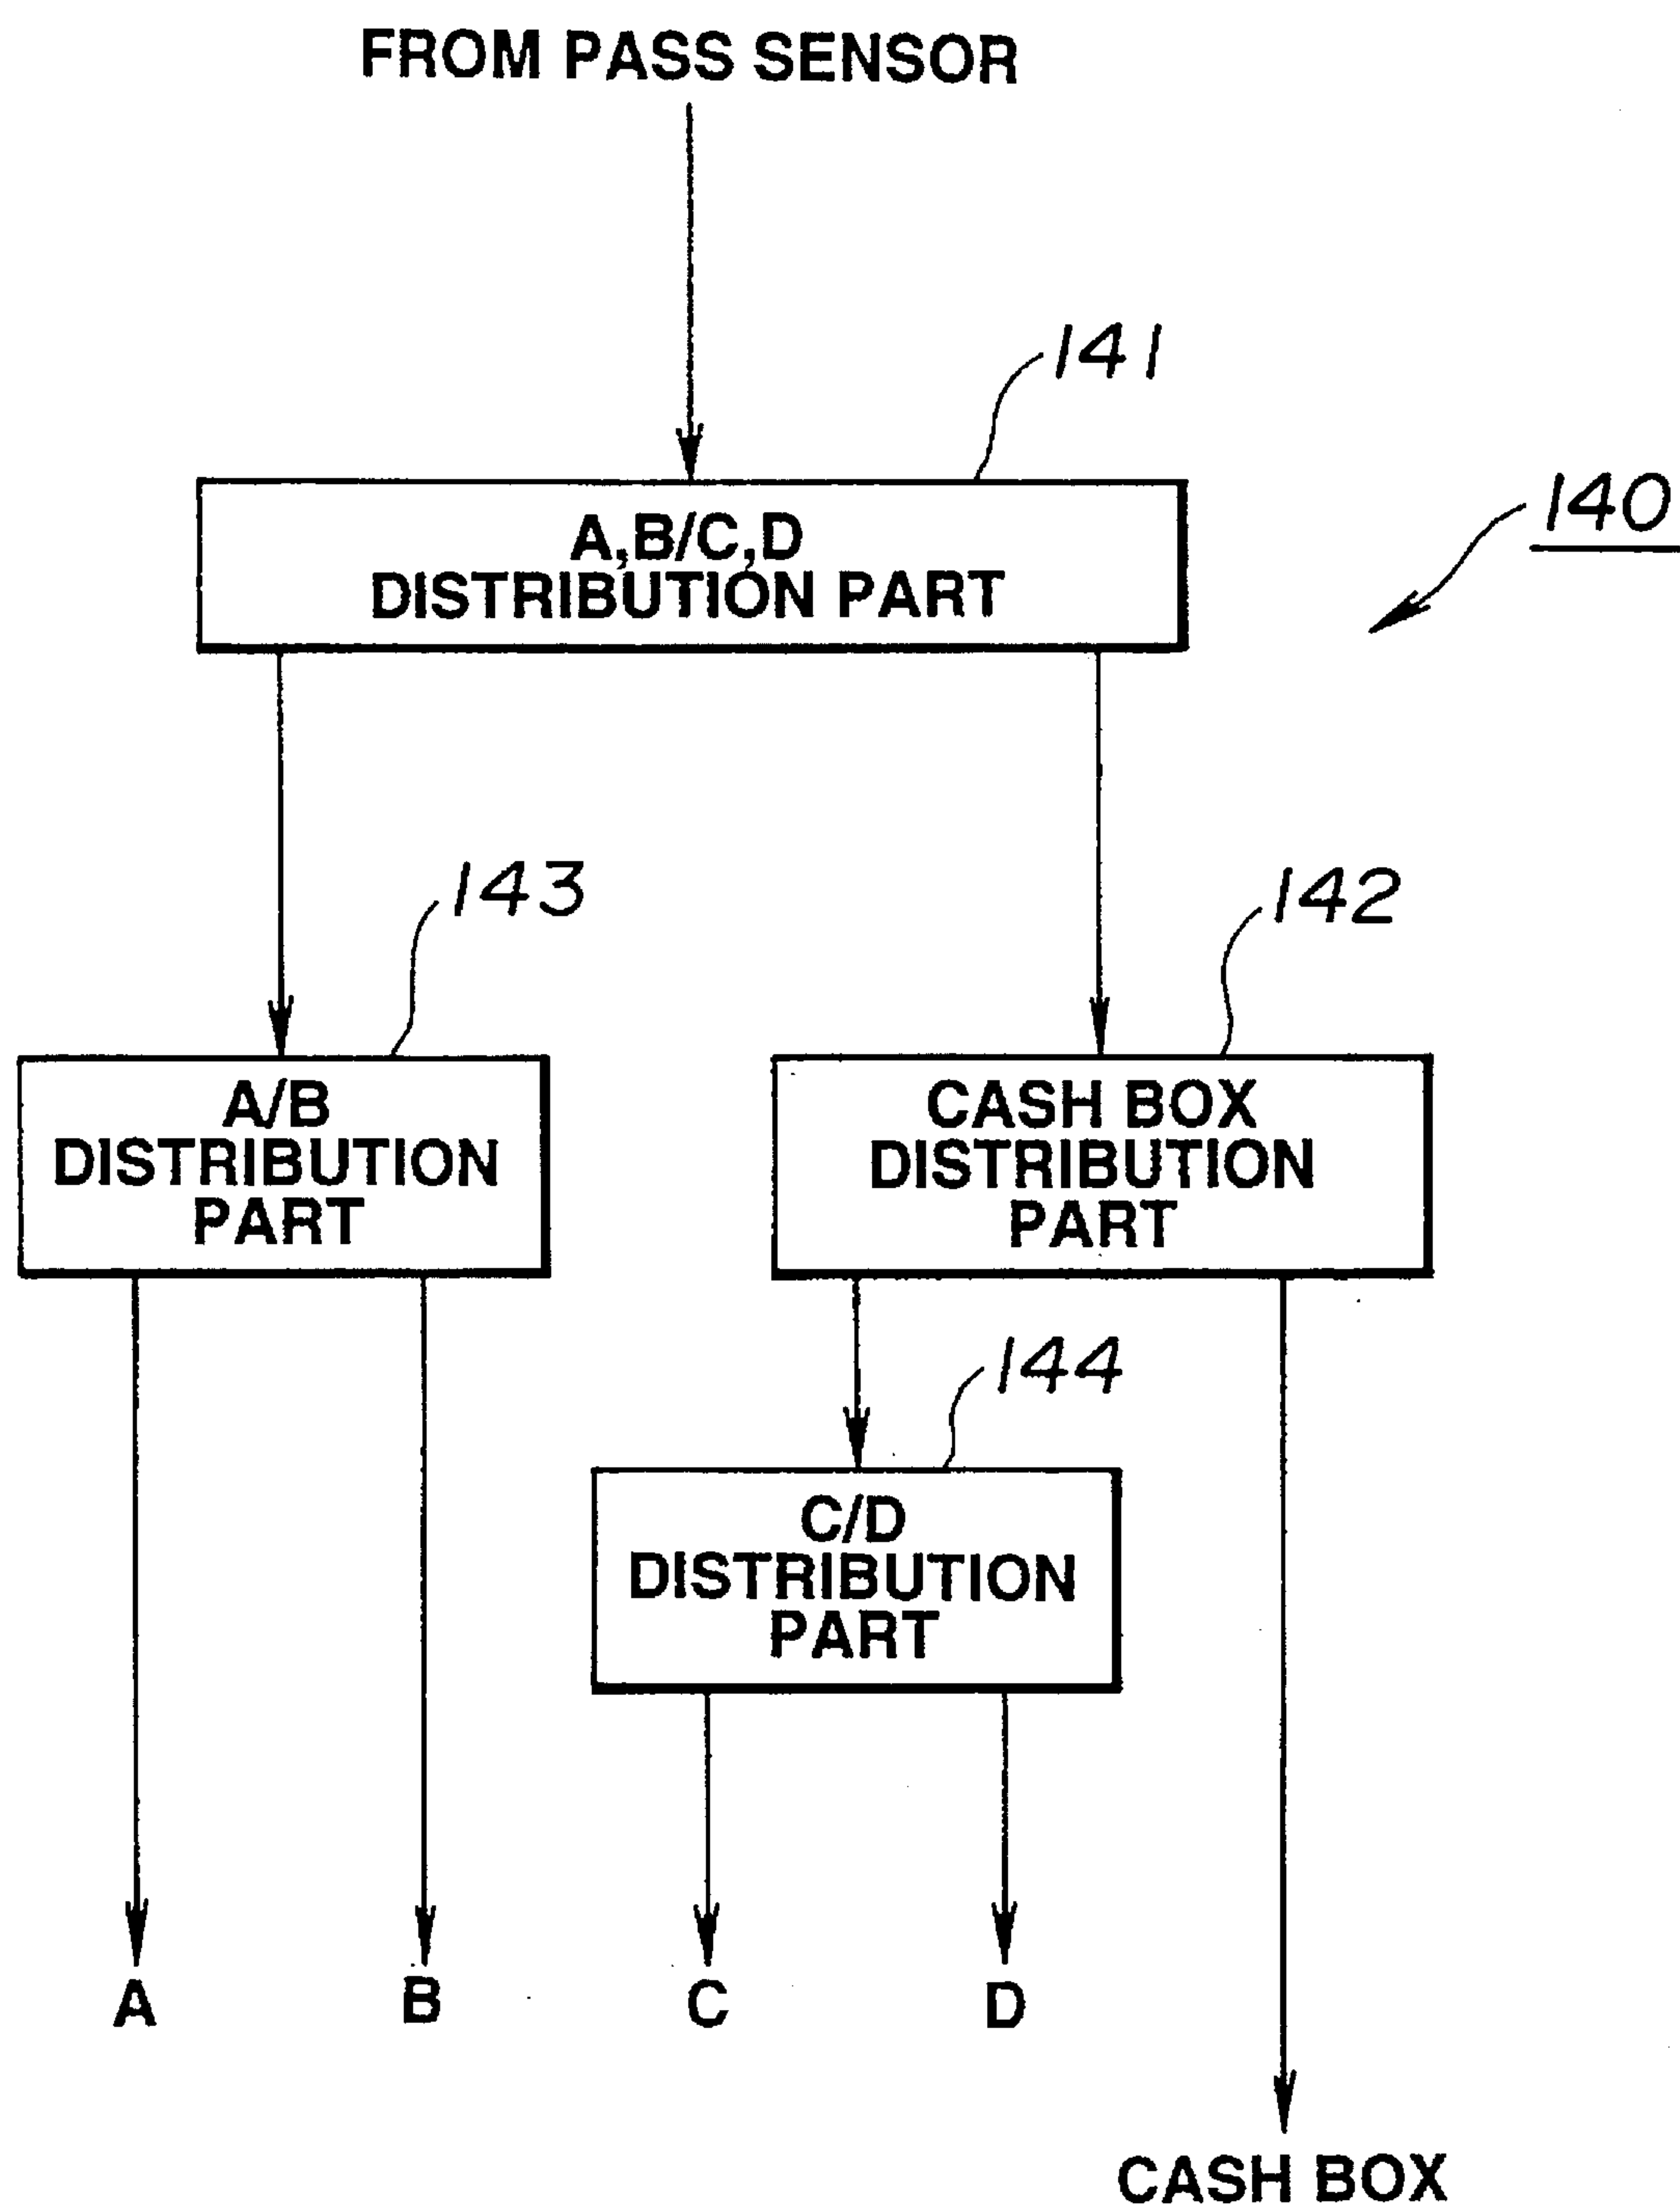 FROM PASS SENSOR
141
140
A,B/C,D
DISTRIBUTION PART
143
142
A/B
DISTRIBUTION
PART
CASH BOX
DISTRIBUTION
PART
144
C/D
DISTRIBUTION
PART
A
B
C
D
CASH BOX